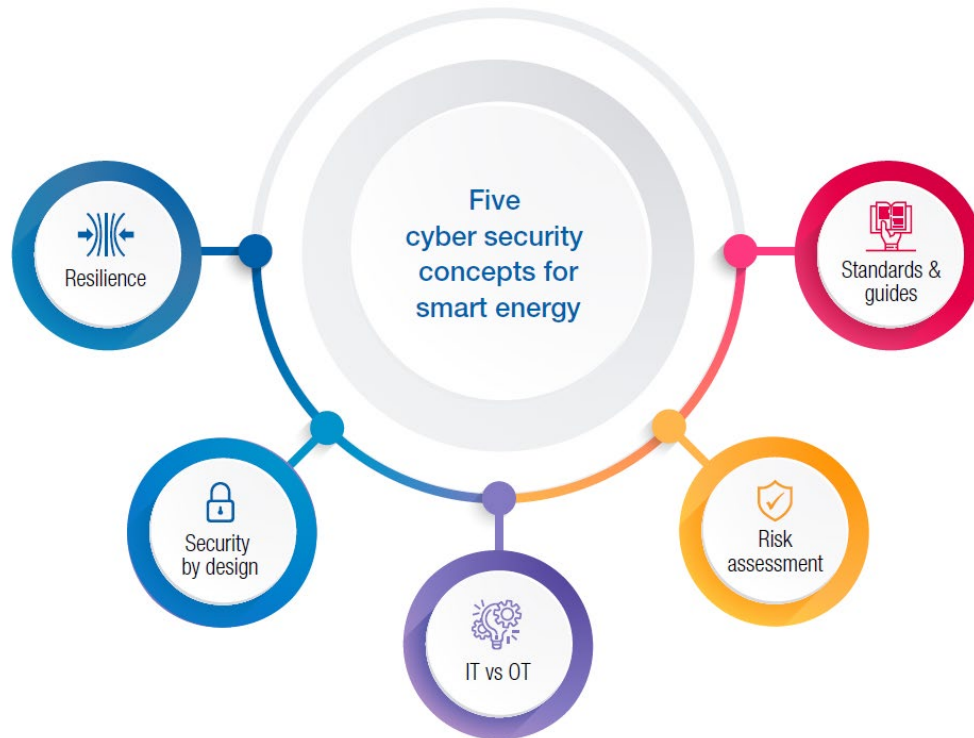 Five
cyber security
concepts for
smart energy
Resilience
Security
by design
IT vs OT
Risk
assessment
Standards &
guides